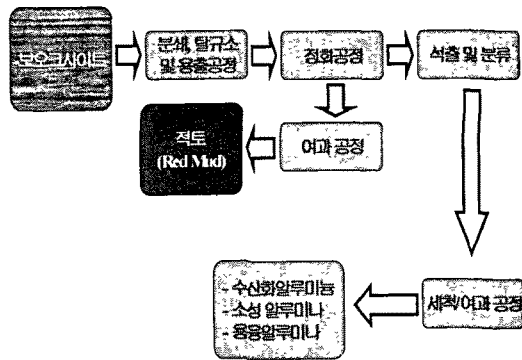 보오크사이트
분쇄, 탈규소
및 용출공정
정화공정
석출 및 분류
적토
(Red Mud)
여과 공정
- 수산화알루미늄
- 소성 알루미나
- 용융알루미나
세척/여과 공정